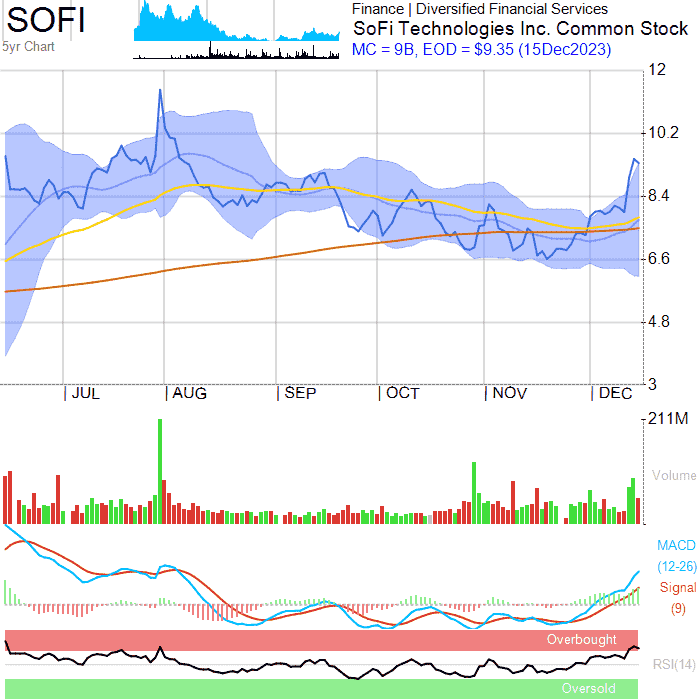 SOFI
5yr Chart
Finance | Diversified Financial Services
SoFi Technologies Inc. Common Stock
MC = 9B, EOD = $9.35 (15Dec2023)
12
10.2
8.4
6.6
4.8
3
JUL AUG SEP OCT NOV DEC
211M
Volume
MACD
(12-26)
Signal
(9)
Overbought
RSI(14)
Oversold